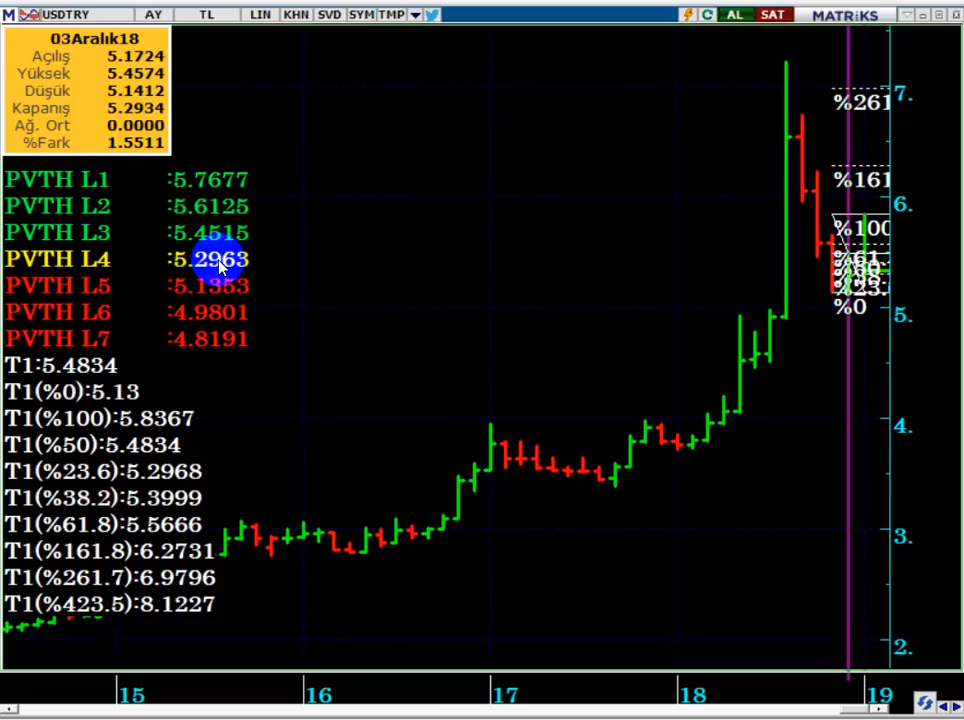 M USDTRY AY TL LIN KHN SVD SYM TMP AL SAT MATRiKS
03Aralık18
Açılış 5.1724
Yüksek 5.4574
Düşük 5.1412
Kapanış 5.2934
Ağ. Ort 0.0000
%Fark 1.5511
PVTH L1 :5.7677
PVTH L2 :5.6125
PVTH L3 :5.4515
PVTH L4 :5.2963
PVTH L5 :5.1353
PVTH L6 :4.9801
PVTH L7 :4.8191
T1:5.4834
T1(%0):5.13
T1(%100):5.8367
T1(%50):5.4834
T1(%23.6):5.2968
T1(%38.2):5.3999
T1(%61.8):5.5666
T1(%161.8):6.2731
T1(%261.7):6.9796
T1(%423.5):8.1227
%261
%161
%100
%61
%23.
%0
7.
6.
5.
4.
3.
2.
15 16 17 18 19